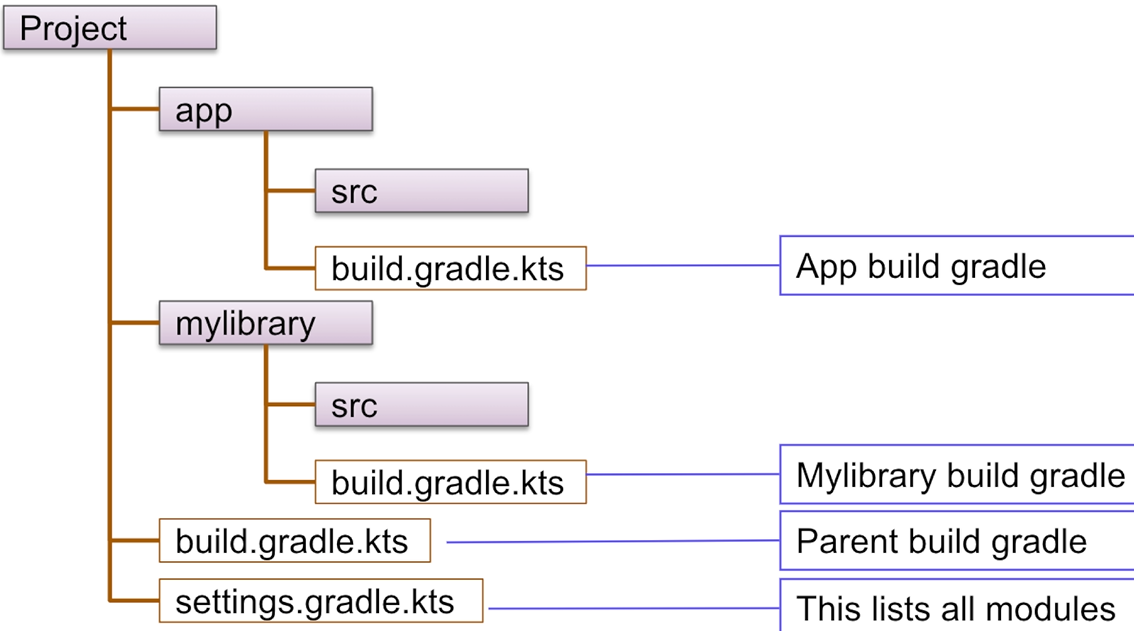 Project
app
src
build.gradle.kts
App build gradle
mylibrary
src
build.gradle.kts
Mylibrary build gradle
build.gradle.kts
Parent build gradle
settings.gradle.kts
This lists all modules